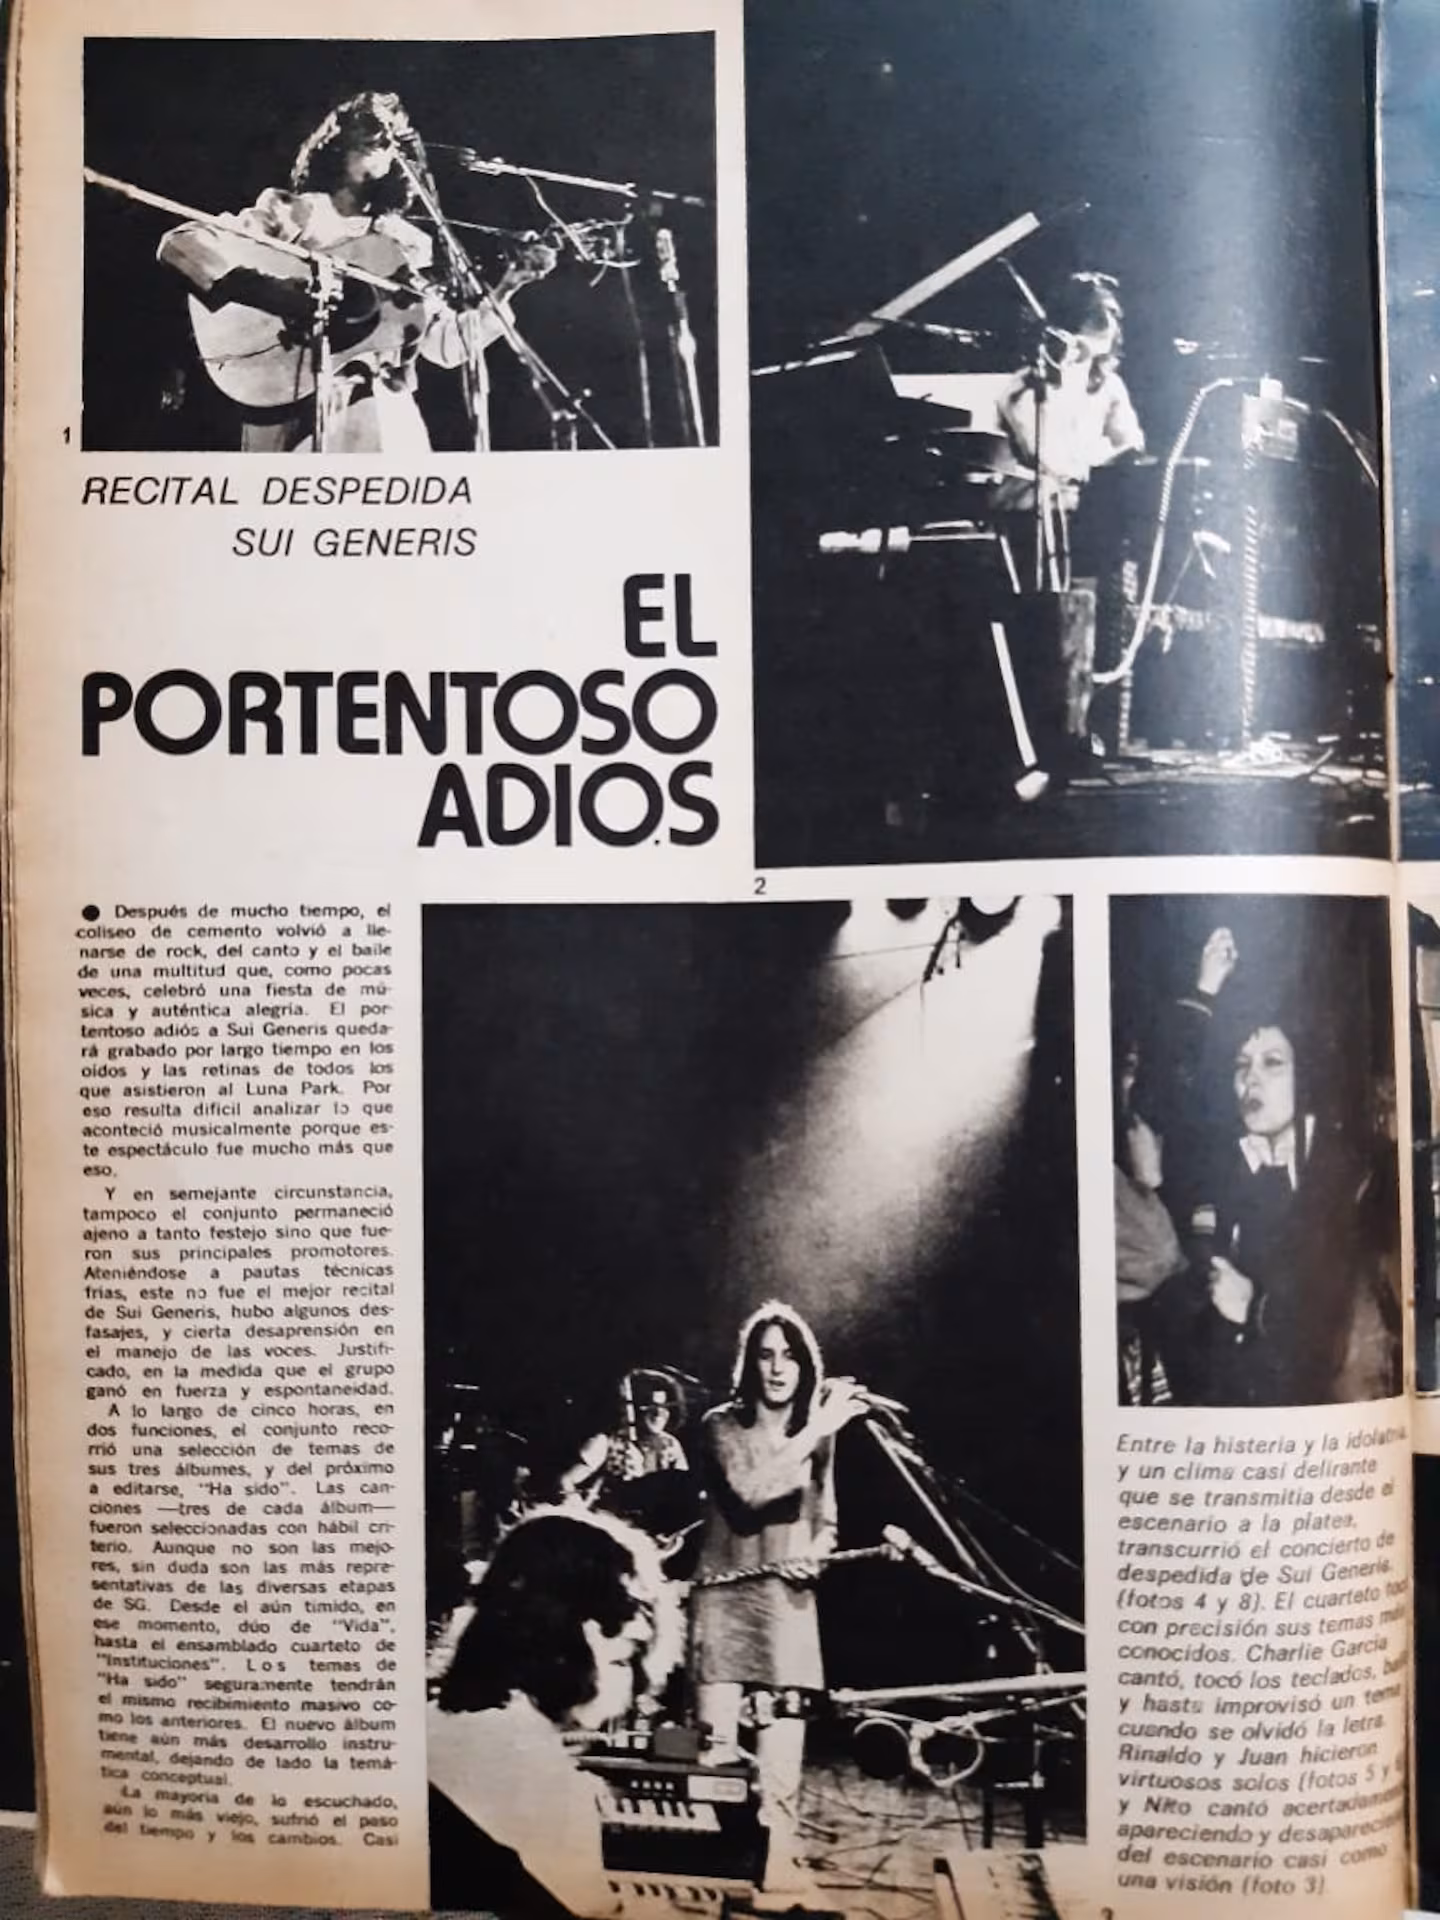 1
RECITAL DESPEDIDA
SUI GENERIS
EL
PORTENTOSO
ADIOS
2
● Después de mucho tiempo, el
coliseo de cemento volvió a lle-
narse de rock, del canto y el baile
de una multitud que, como pocas
veces, celebró una fiesta de mú-
sica y auténtica alegría. El por-
tentoso adiós a Sui Generis queda-
rá grabado por largo tiempo en los
oídos y las retinas de todos los
que asistieron al Luna Park. Por
eso resulta difícil analizar lo que
aconteció musicalmente porque es-
te espectáculo fue mucho más que
eso.
Y en semejante circunstancia,
tampoco el conjunto permaneció
ajeno a tanto festejo sino que fue-
ron sus principales promotores.
Ateniéndose a pautas técnicas
frías, este no fue el mejor recital
de Sui Generis, hubo algunos des-
fasajes, y cierta desaprensión en
el manejo de las voces. Justifi-
cado, en la medida que el grupo
ganó en fuerza y espontaneidad.
A lo largo de cinco horas, en
dos funciones, el conjunto reco-
rrió una selección de temas de
sus tres álbumes, y del próximo
a editarse, "Ha sido". Las can-
ciones —tres de cada álbum—
fueron seleccionadas con hábil cri-
terio. Aunque no son las mejo-
res, sin duda son las más repre-
sentativas de las diversas etapas
de SG. Desde el aún tímido, en
ese momento, dúo de "Vida",
hasta el ensamblado cuarteto de
"Instituciones". Los temas de
"Ha sido" seguramente tendrán
el mismo recibimiento masivo co-
mo los anteriores. El nuevo álbum
tiene aún más desarrollo instru-
mental, dejando de lado la temá-
tica conceptual.
La mayoría de lo escuchado,
aún lo más viejo, sufrió el paso
del tiempo y los cambios. Casi
3
Entre la histeria y la idolatría
y un clima casi delirante
que se transmitía desde el
escenario a la platea,
transcurrió el concierto de
despedida de Sui Generis.
(fotos 4 y 8). El cuarteto
con precisión sus temas más
conocidos. Charlie García
cantó, tocó los teclados,
y hasta improvisó un tema
cuando se olvidó la letra.
Rinaldo y Juan hicieron
virtuosos solos (fotos 5 y
y Nito cantó acertadamente
apareciendo y desapareciendo
del escenario casi como
una visión (foto 3).